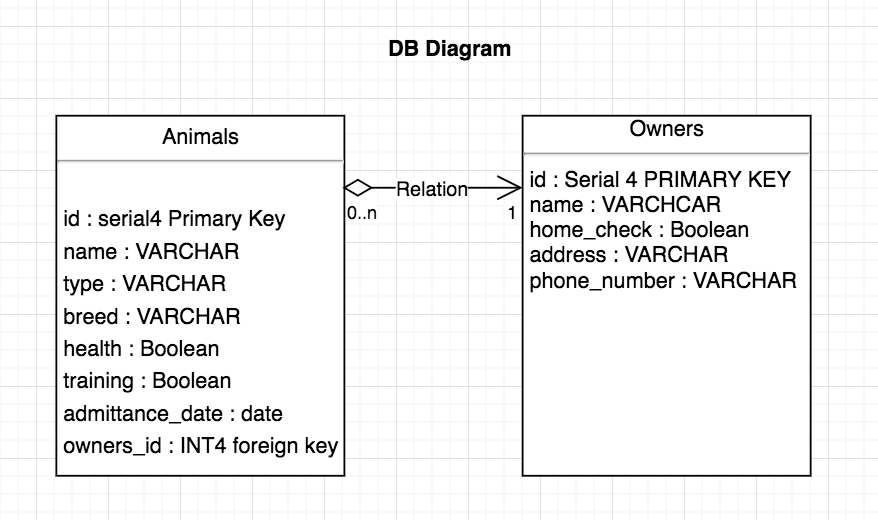 DB Diagram
Animals
id : serial4 Primary Key
name : VARCHAR
type : VARCHAR
breed : VARCHAR
health : Boolean
training : Boolean
admittance_date : date
owners_id : INT4 foreign key
Relation
0..n
1
Owners
id : Serial 4 PRIMARY KEY
name : VARCHCAR
home_check : Boolean
address : VARCHAR
phone_number : VARCHAR